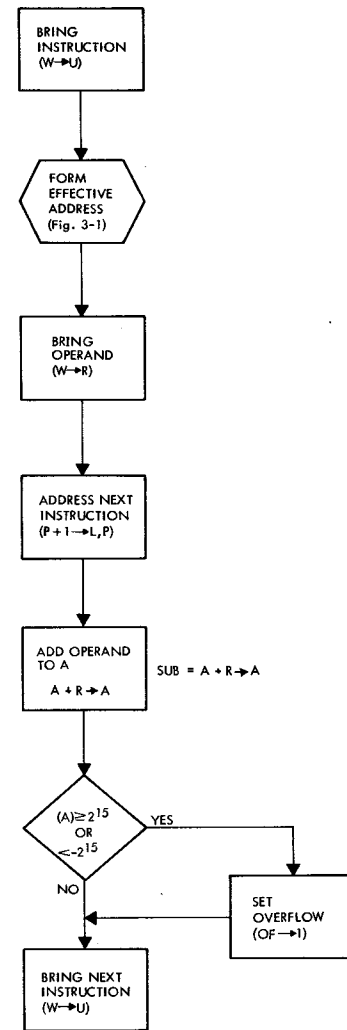 BRING
INSTRUCTION
(W→U)
FORM
EFFECTIVE
ADDRESS
(Fig. 3-1)
BRING
OPERAND
(W→R)
ADDRESS NEXT
INSTRUCTION
(P+1→L,P)
ADD OPERAND
TO A
A + R→A
SUB = A + R→A
(A)≥2¹⁵
OR
<-2¹⁵
YES
NO
SET
OVERFLOW
(OF→1)
BRING NEXT
INSTRUCTION
(W→U)